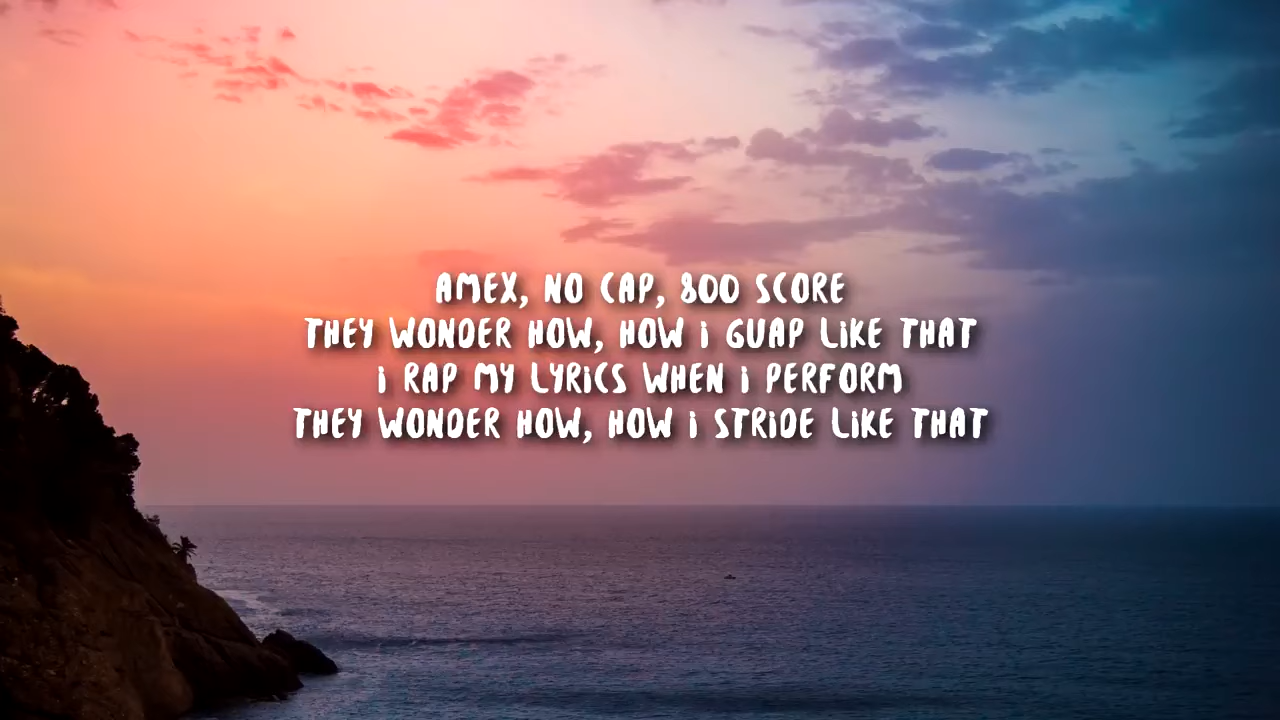 AMEX, NO CAP, 800 SCORE
THEY WONDER HOW, HOW i GUAP LiKE THAT
i RAP MY LYRiCS WHEN i PERFORM
THEY WONDER HOW, HOW i STRiDE LiKE THAT